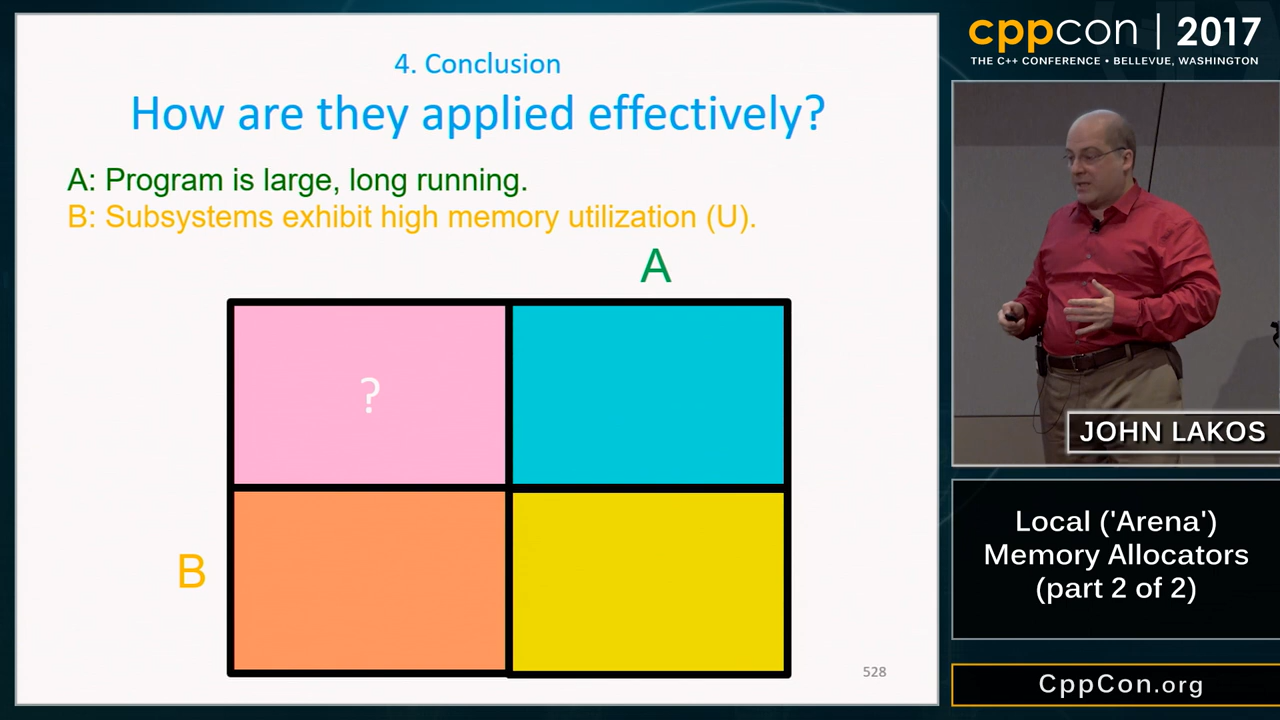 4. Conclusion
How are they applied effectively?
A: Program is large, long running.
B: Subsystems exhibit high memory utilization (U).
A
?
B
528
cppcon | 2017
THE C++ CONFERENCE • BELLEVUE, WASHINGTON
JOHN LAKOS
Local ('Arena')
Memory Allocators
(part 2 of 2)
CppCon.org